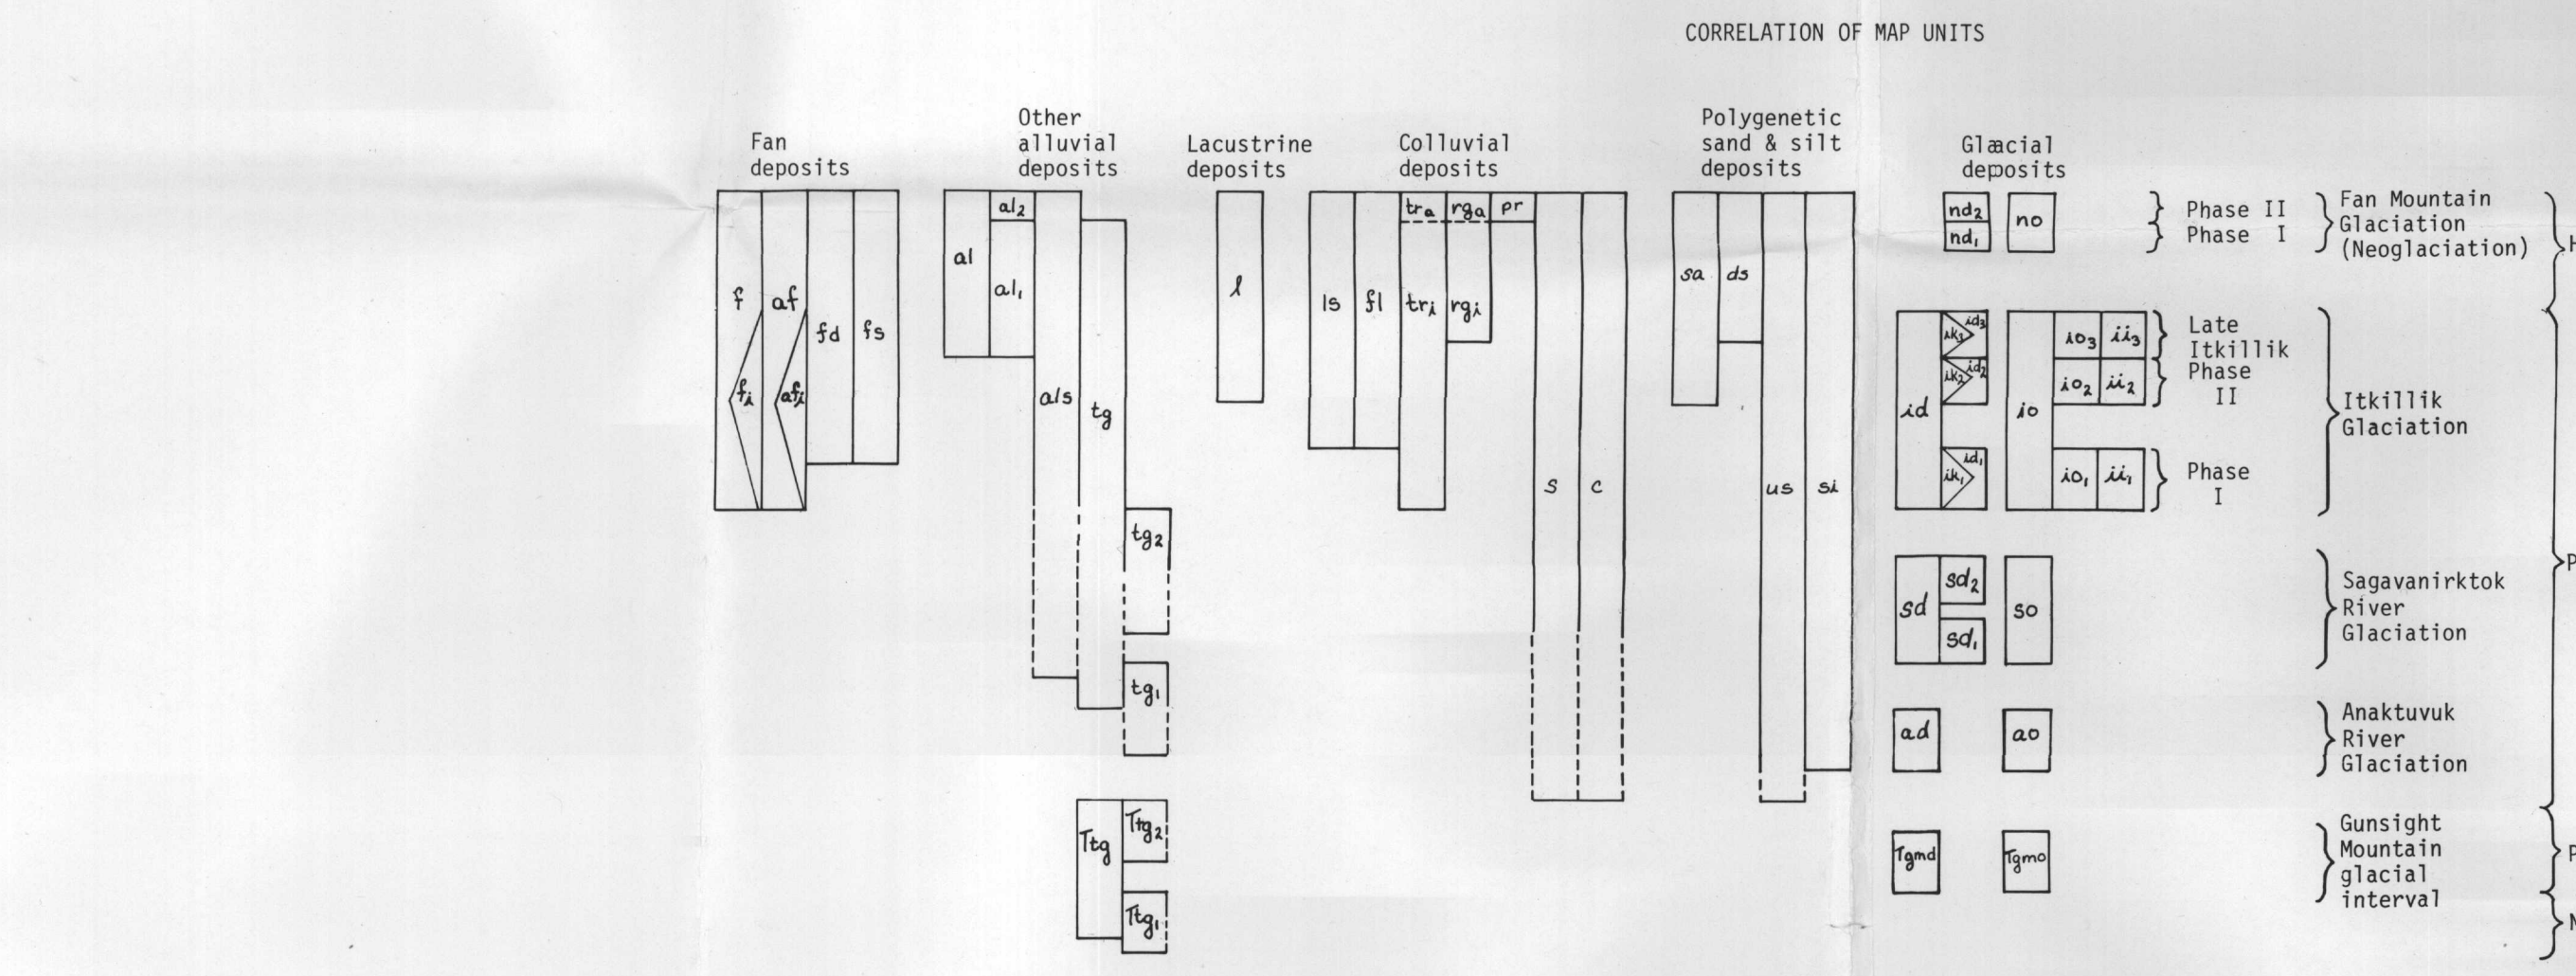 CORRELATION OF MAP UNITS
Fan
deposits
Other
alluvial
deposits
Lacustrine
deposits
Colluvial
deposits
Polygenetic
sand & silt
deposits
Glæcial
deposits
f
fi
af
afi
fd
fs
al
al2
al1
als
tg
tg2
tg1
Ttg
Ttg2
Ttg1
l
ls
fl
tra
tri
rga
rgi
pr
s
c
sa
ds
us
si
nd2
nd1
no
id
ik3
id3
ik2
id2
ik1
id1
io
io3
ii3
io2
ii2
io1
ii1
sd
sd2
sd1
so
ad
ao
Tgmd
Tgmo
Phase II
Phase I
Fan Mountain
Glaciation
(Neoglaciation)
Late
Itkillik
Phase
II
Phase
I
Itkillik
Glaciation
Sagavanirktok
River
Glaciation
Anaktuvuk
River
Glaciation
Gunsight
Mountain
glacial
interval
H
P
P
N